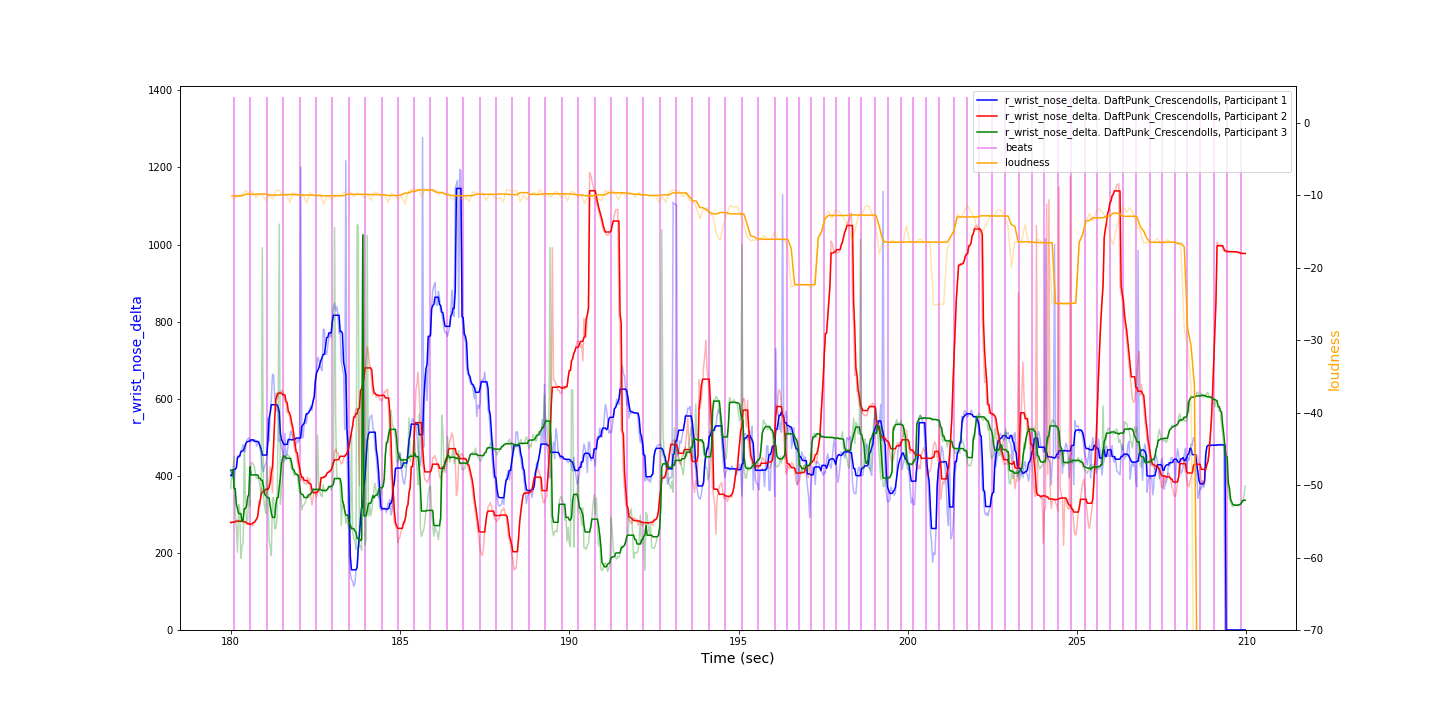 r_wrist_nose_delta. DaftPunk_Crescendolls, Participant 1
r_wrist_nose_delta. DaftPunk_Crescendolls, Participant 2
r_wrist_nose_delta. DaftPunk_Crescendolls, Participant 3
beats
loudness
1400
1200
1000
800
600
400
200
0
r_wrist_nose_delta
0
−10
−20
−30
−40
−50
−60
−70
loudness
180
185
190
195
200
205
210
Time (sec)